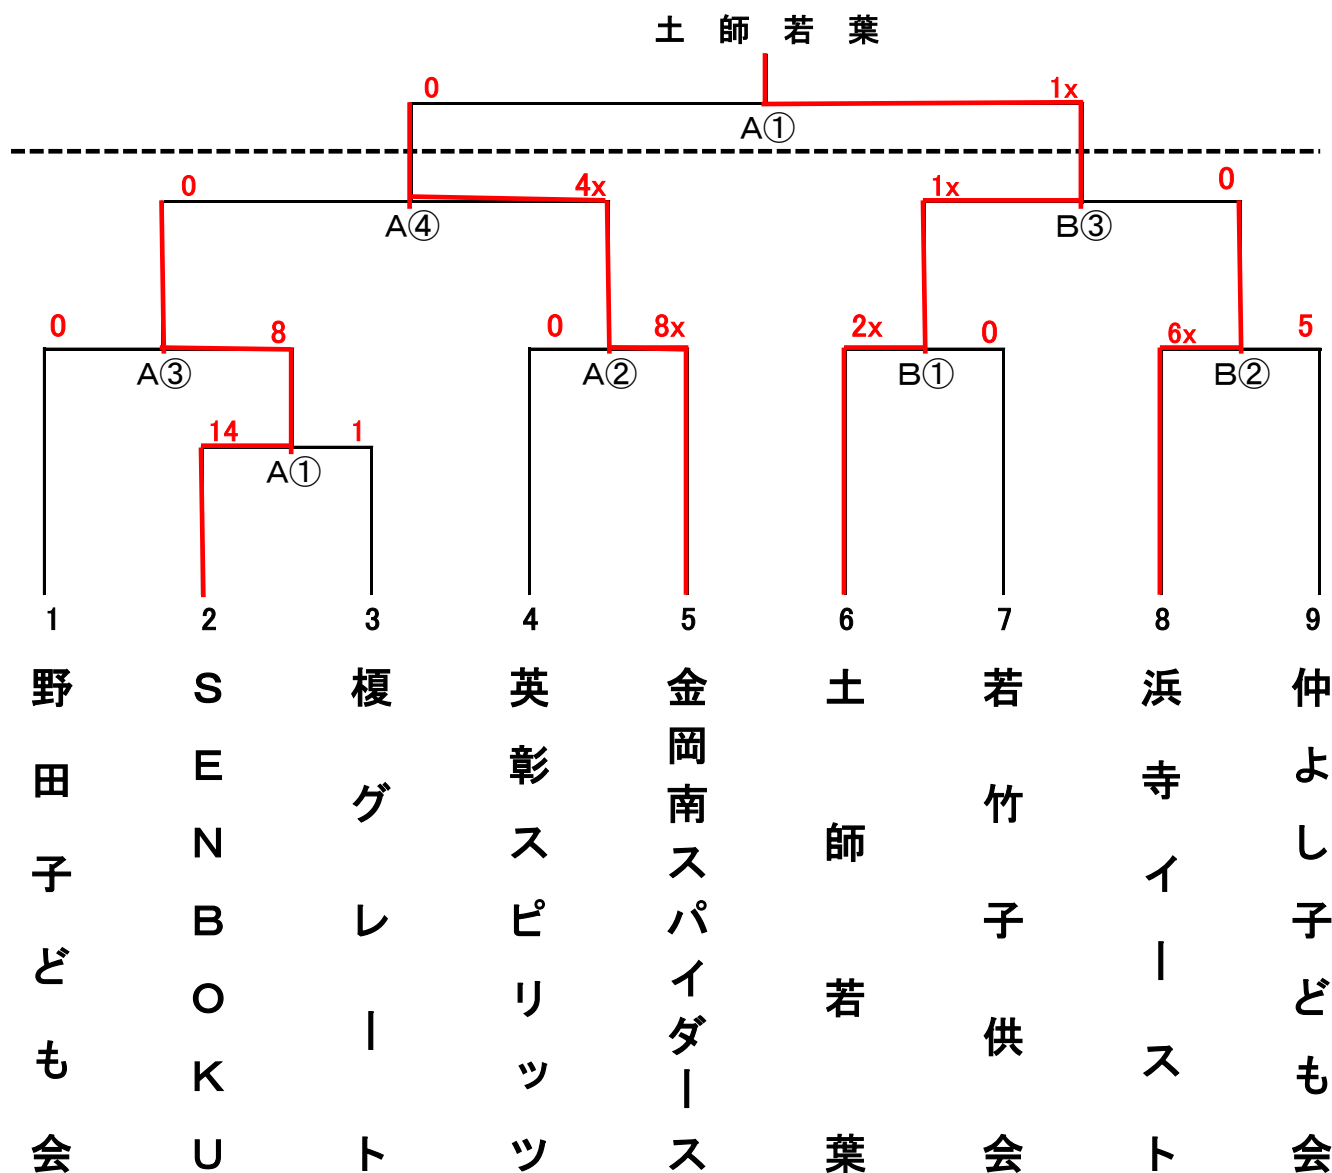 土師若葉
0 1x
A①
0 4x 1x 0
A④ B③
0 8 0 8x 2x 0 6x 5
A③ A② B① B②
14 1
A①
1 2 3 4 5 6 7 8 9
野田子ども会
SENBOKU
榎グレート
英彰スピリッツ
金岡南スパイダース
土師若葉
若竹子供会
浜寺イースト
仲よし子ども会